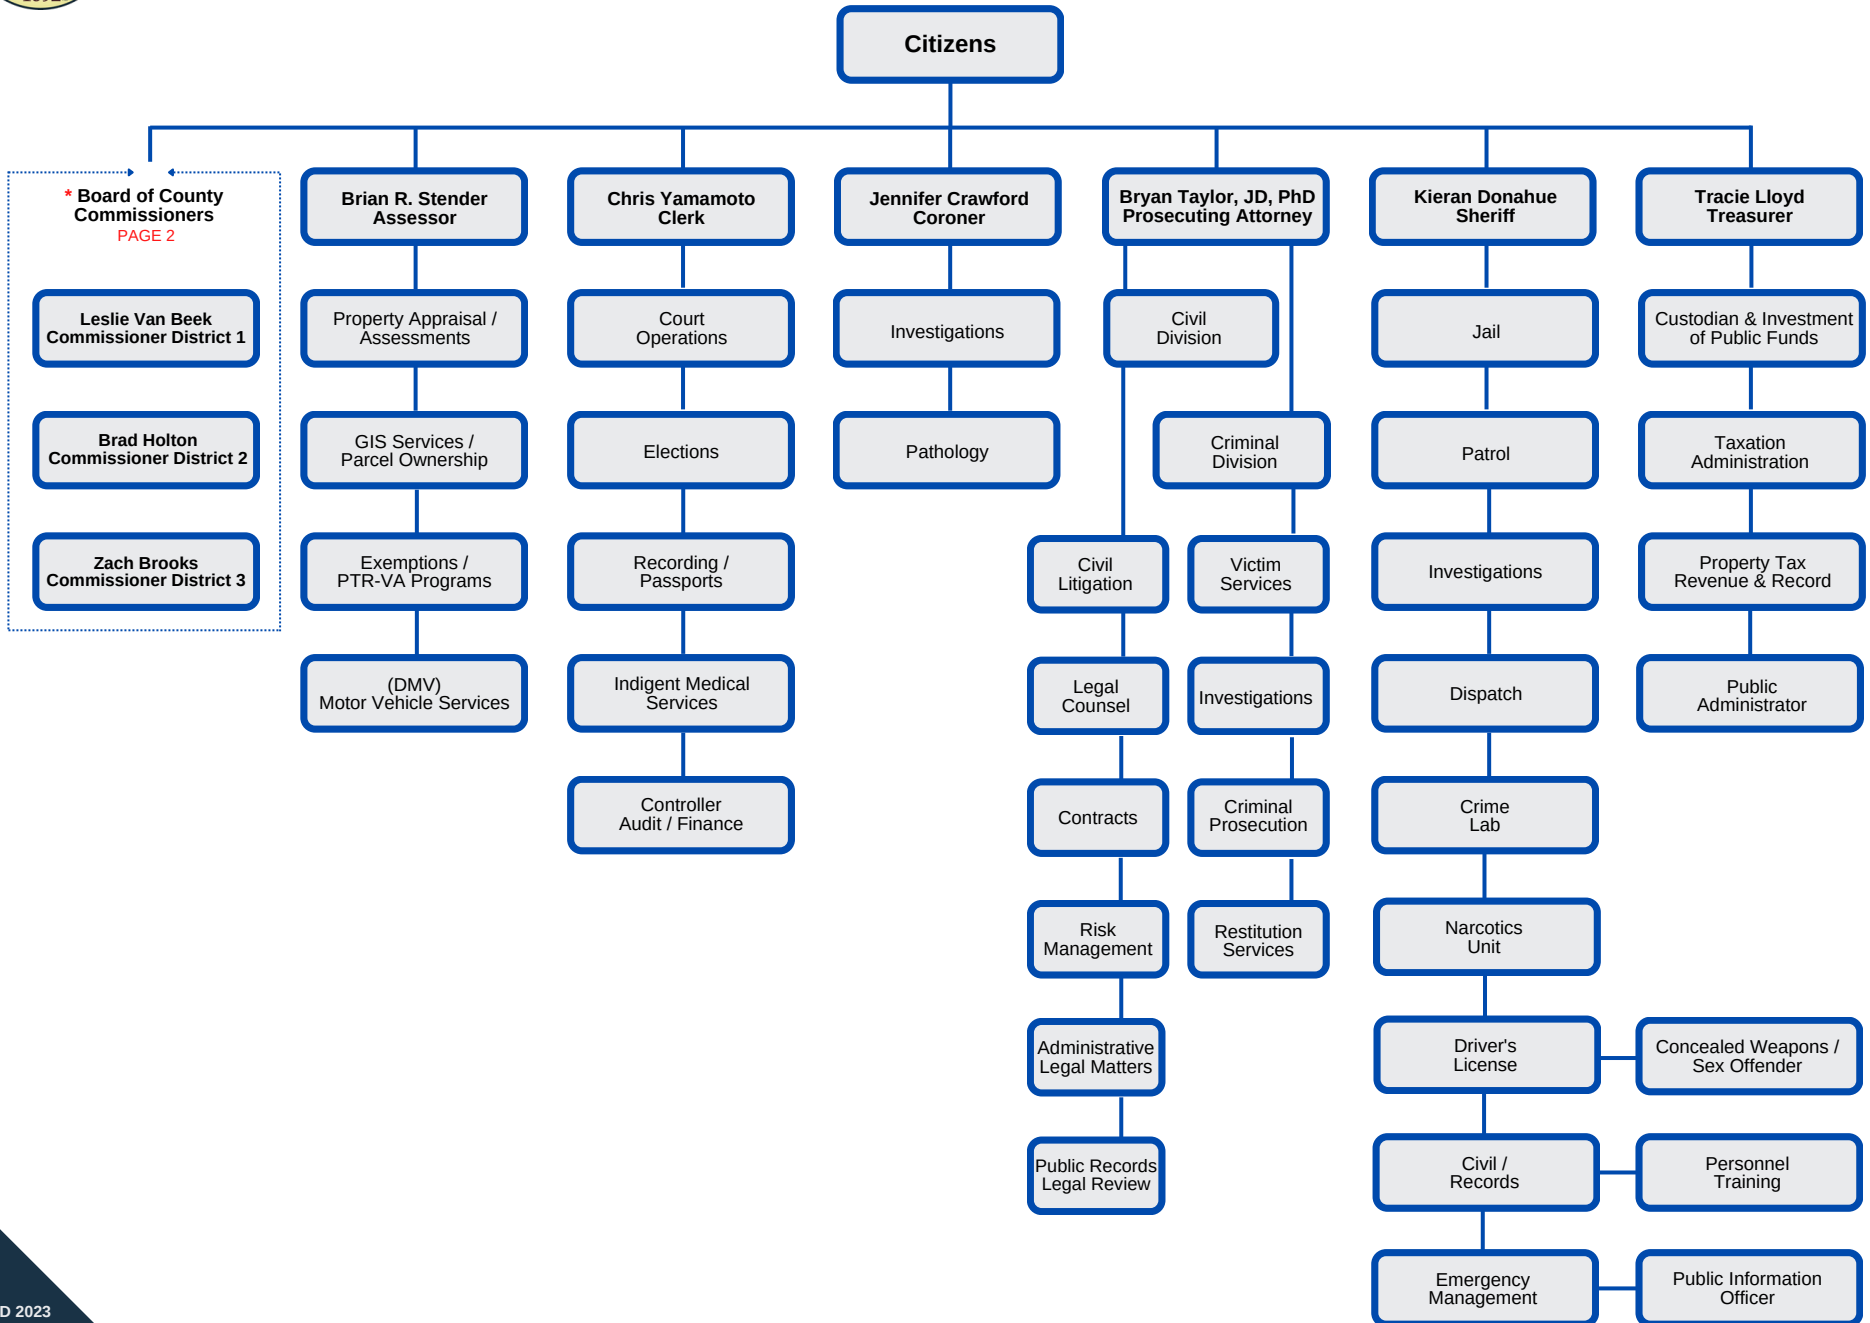 Citizens
* Board of County
Commissioners
PAGE 2
Leslie Van Beek
Commissioner District 1
Brad Holton
Commissioner District 2
Zach Brooks
Commissioner District 3
Brian R. Stender
Assessor
Property Appraisal /
Assessments
GIS Services /
Parcel Ownership
Exemptions /
PTR-VA Programs
(DMV)
Motor Vehicle Services
Chris Yamamoto
Clerk
Court
Operations
Elections
Recording /
Passports
Indigent Medical
Services
Controller
Audit / Finance
Jennifer Crawford
Coroner
Investigations
Pathology
Bryan Taylor, JD, PhD
Prosecuting Attorney
Civil
Division
Criminal
Division
Civil
Litigation
Legal
Counsel
Contracts
Risk
Management
Administrative
Legal Matters
Public Records
Legal Review
Victim
Services
Investigations
Criminal
Prosecution
Restitution
Services
Kieran Donahue
Sheriff
Jail
Patrol
Investigations
Dispatch
Crime
Lab
Narcotics
Unit
Driver's
License
Concealed Weapons /
Sex Offender
Civil /
Records
Personnel
Training
Emergency
Management
Public Information
Officer
Tracie Lloyd
Treasurer
Custodian & Investment
of Public Funds
Taxation
Administration
Property Tax
Revenue & Record
Public
Administrator
D 2023